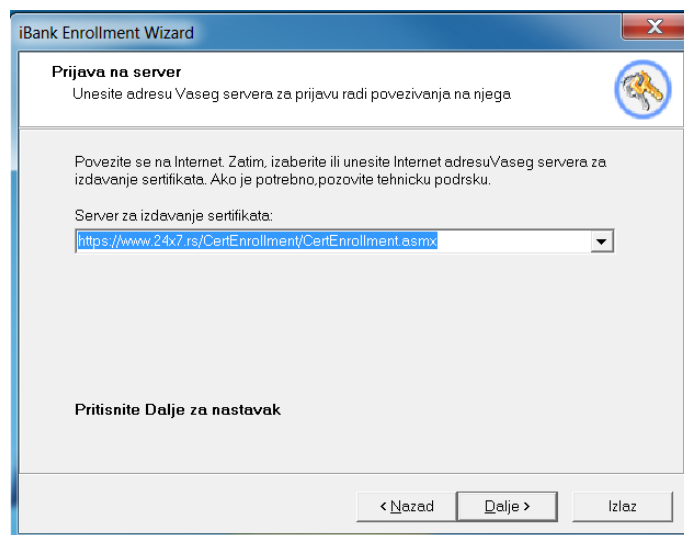 iBank Enrollment Wizard
Prijava na server
Unesite adresu Vaseg servera za prijavu radi povezivanja na njega
Povezite se na Internet. Zatim, izaberite ili unesite Internet adresuVaseg servera za
izdavanje sertifikata. Ako je potrebno,pozovite tehnicku podrsku.
Server za izdavanje sertifikata:
https://www.24x7.rs/CertEnrollment/CertEnrollment.asmx
Pritisnite Dalje za nastavak
< Nazad Dalje > Izlaz